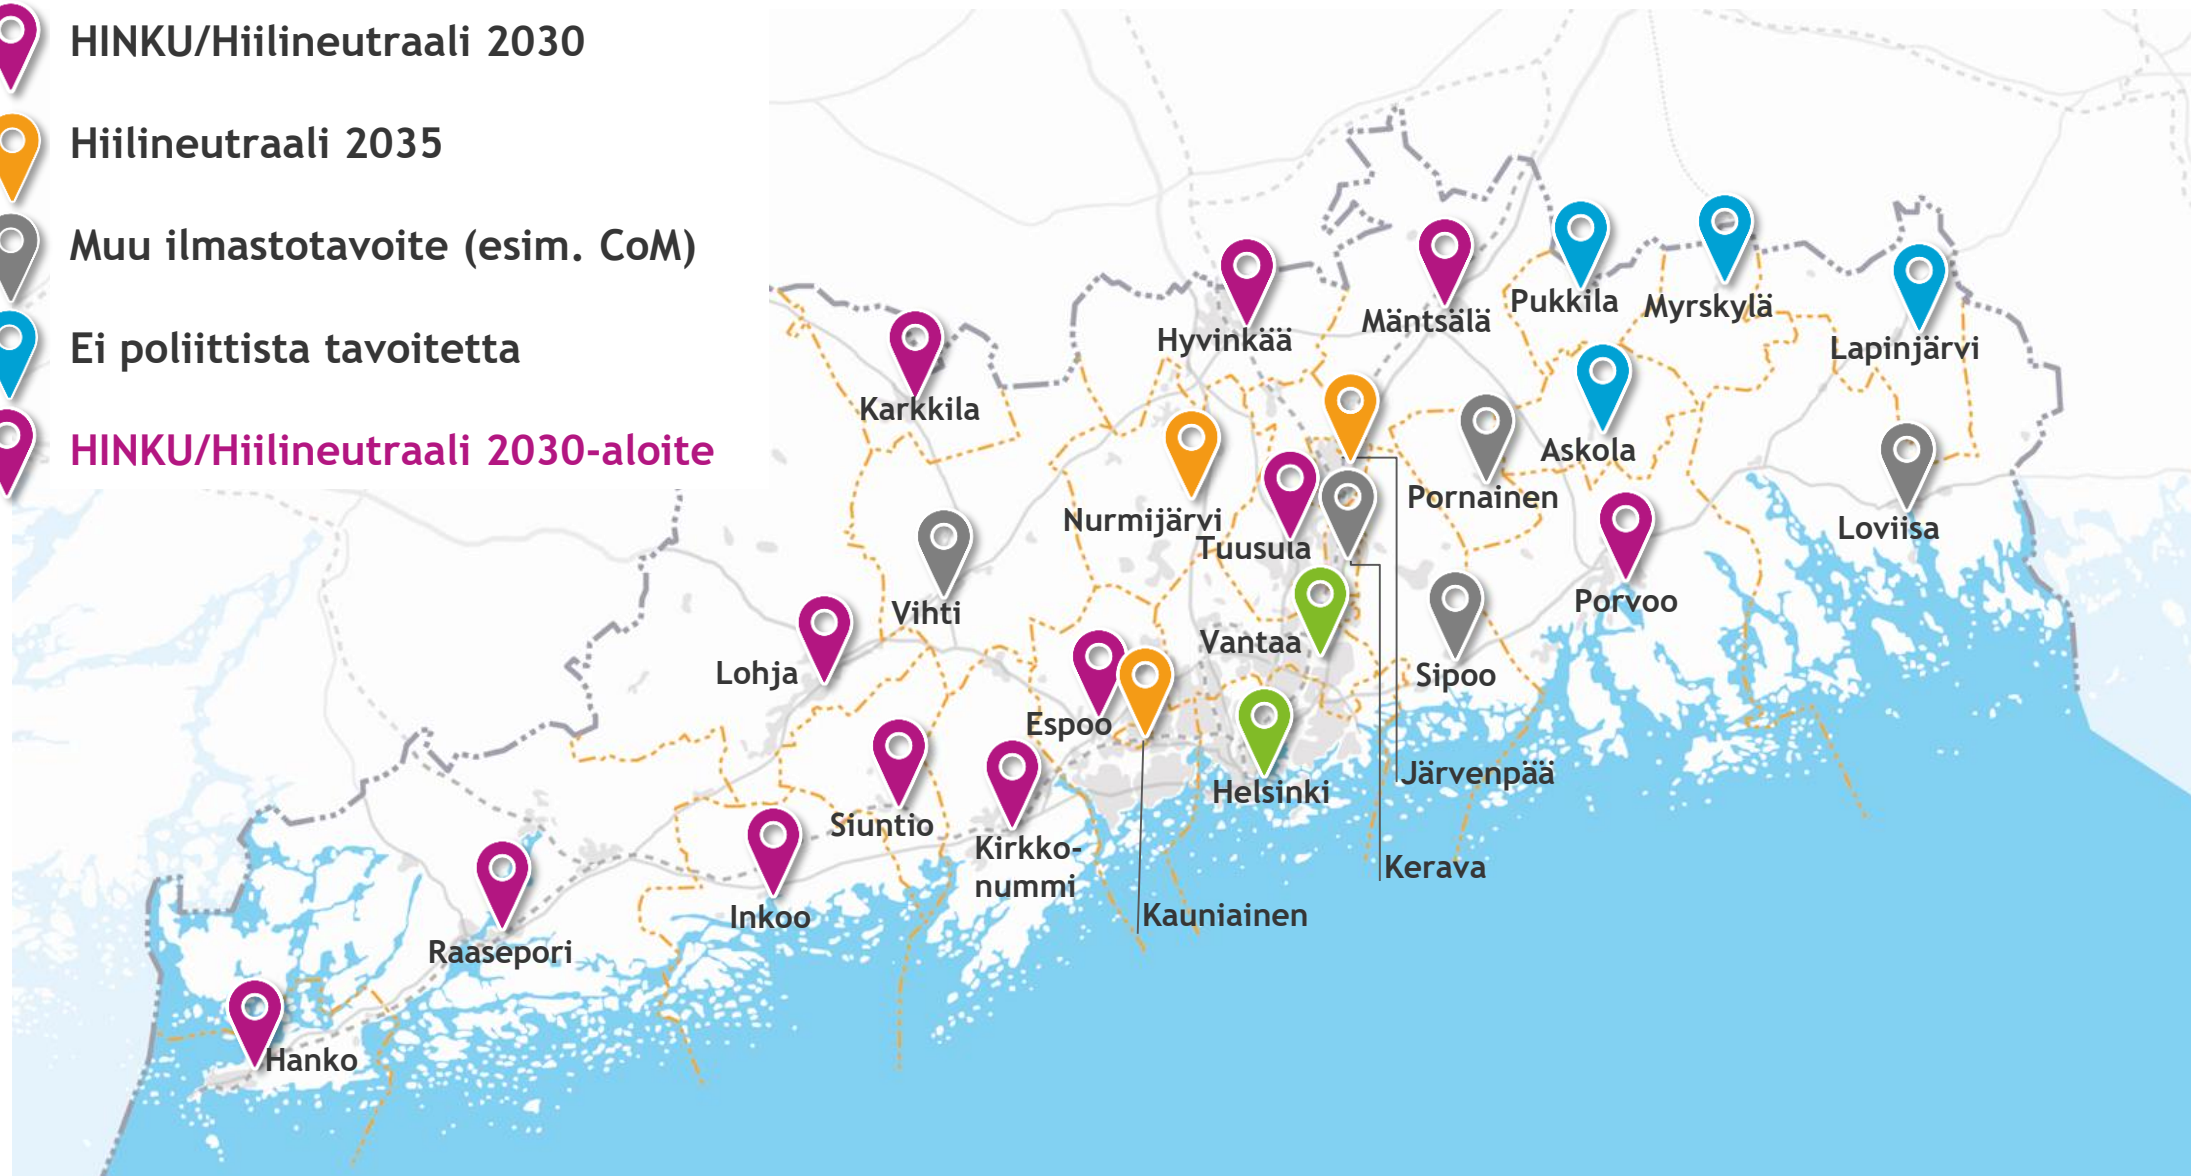 HINKU/Hiilineutraali 2030
Hiilineutraali 2035
Muu ilmastotavoite (esim. CoM)
Ei poliittista tavoitetta
HINKU/Hiilineutraali 2030-aloite
Pukkila
Myrskylä
Mäntsälä
Hyvinkää
Lapinjärvi
Karkkila
Askola
Pornainen
Nurmijärvi
Loviisa
Tuusula
Porvoo
Vihti
Vantaa
Lohja
Sipoo
Espoo
Järvenpää
Helsinki
Siuntio
Kirkko-
nummi
Kerava
Inkoo
Kauniainen
Raasepori
Hanko